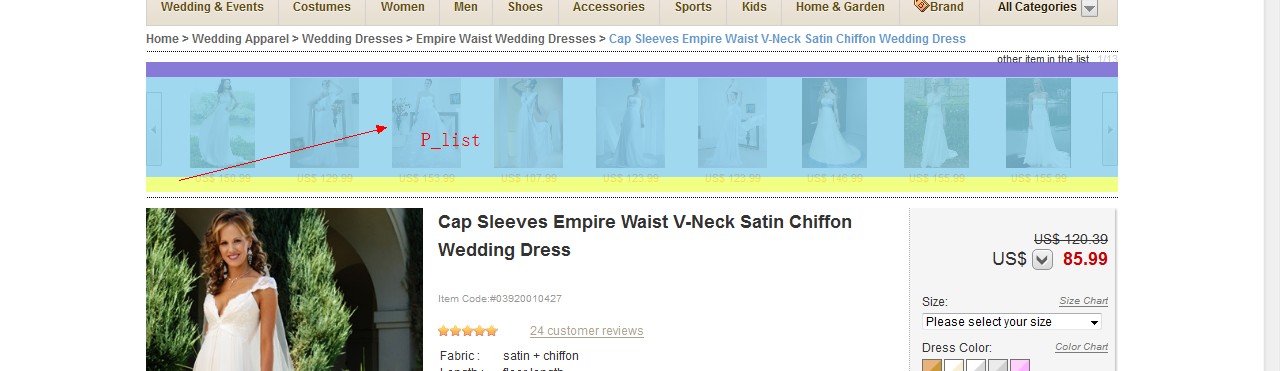 Wedding & Events Costumes Women Men Shoes Accessories Sports Kids Home & Garden Brand All Categories
Home > Wedding Apparel > Wedding Dresses > Empire Waist Wedding Dresses > Cap Sleeves Empire Waist V-Neck Satin Chiffon Wedding Dress
other item in the list 1/13
P_list
US$ 120.99 US$ 129.99 US$ 153.99 US$ 107.99 US$ 123.99 US$ 123.99 US$ 146.99 US$ 155.99 US$ 155.99
Cap Sleeves Empire Waist V-Neck Satin Chiffon
Wedding Dress
US$ 120.39
US$ 85.99
Item Code:#03920010427
Size: Size Chart
Please select your size
24 customer reviews
Dress Color: Color Chart
Fabric : satin + chiffon
Length : floor length